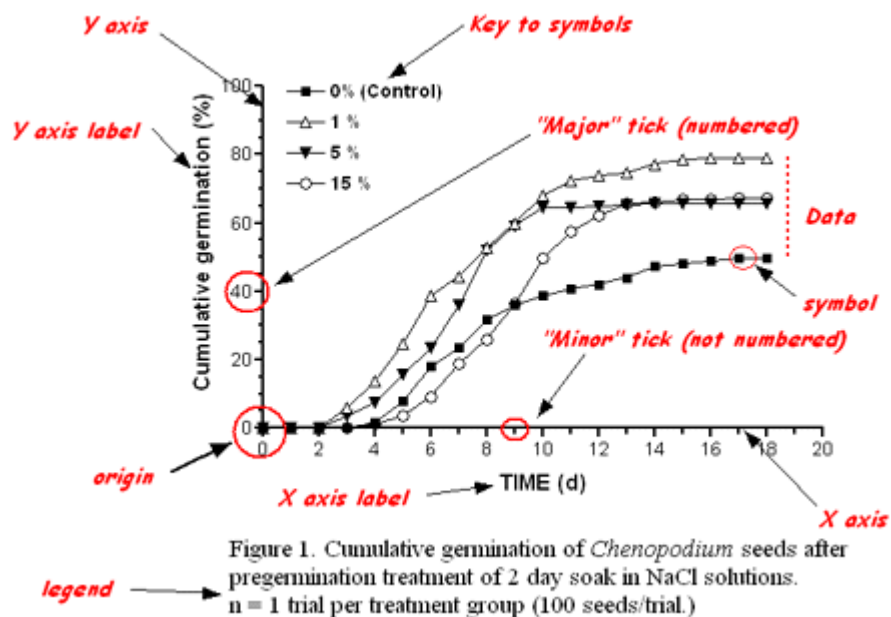 Y axis
Key to symbols
100
0% (Control)
1 %
Y axis label
"Major" tick (numbered)
5 %
80
15 %
Cumulative germination (%)
60
Data
40
symbol
"Minor" tick (not numbered)
20
0
0 2 4 6 8 10 12 14 16 18 20
origin
TIME (d)
X axis label
X axis
Figure 1. Cumulative germination of Chenopodium seeds after
pregermination treatment of 2 day soak in NaCl solutions.
legend
n = 1 trial per treatment group (100 seeds/trial.)